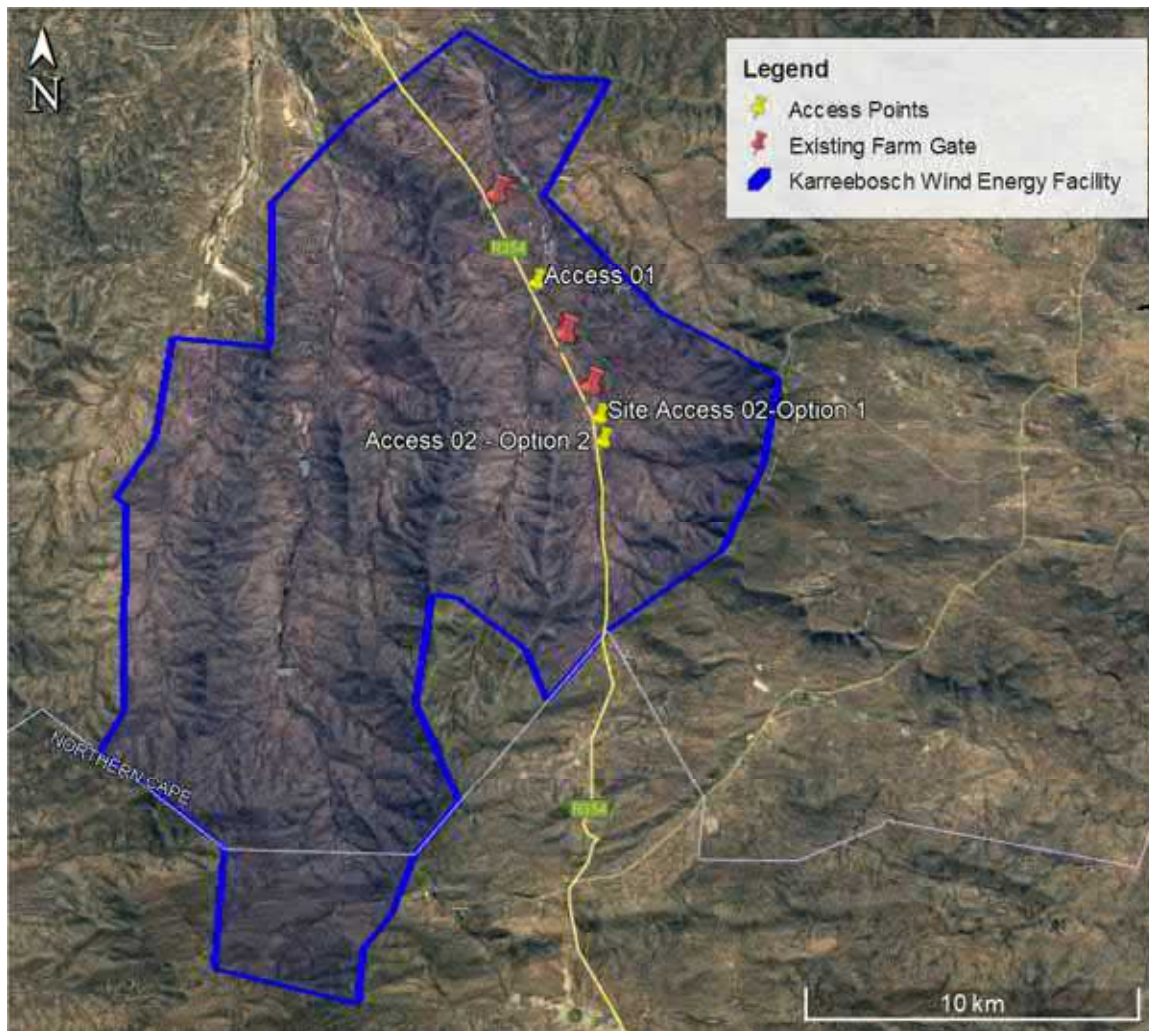 N
Legend
Access Points
Existing Farm Gate
Karreebosch Wind Energy Facility
R354
Access 01
Site Access 02-Option 1
Access 02 - Option 2
NORTHERN CAPE
R354
10 km